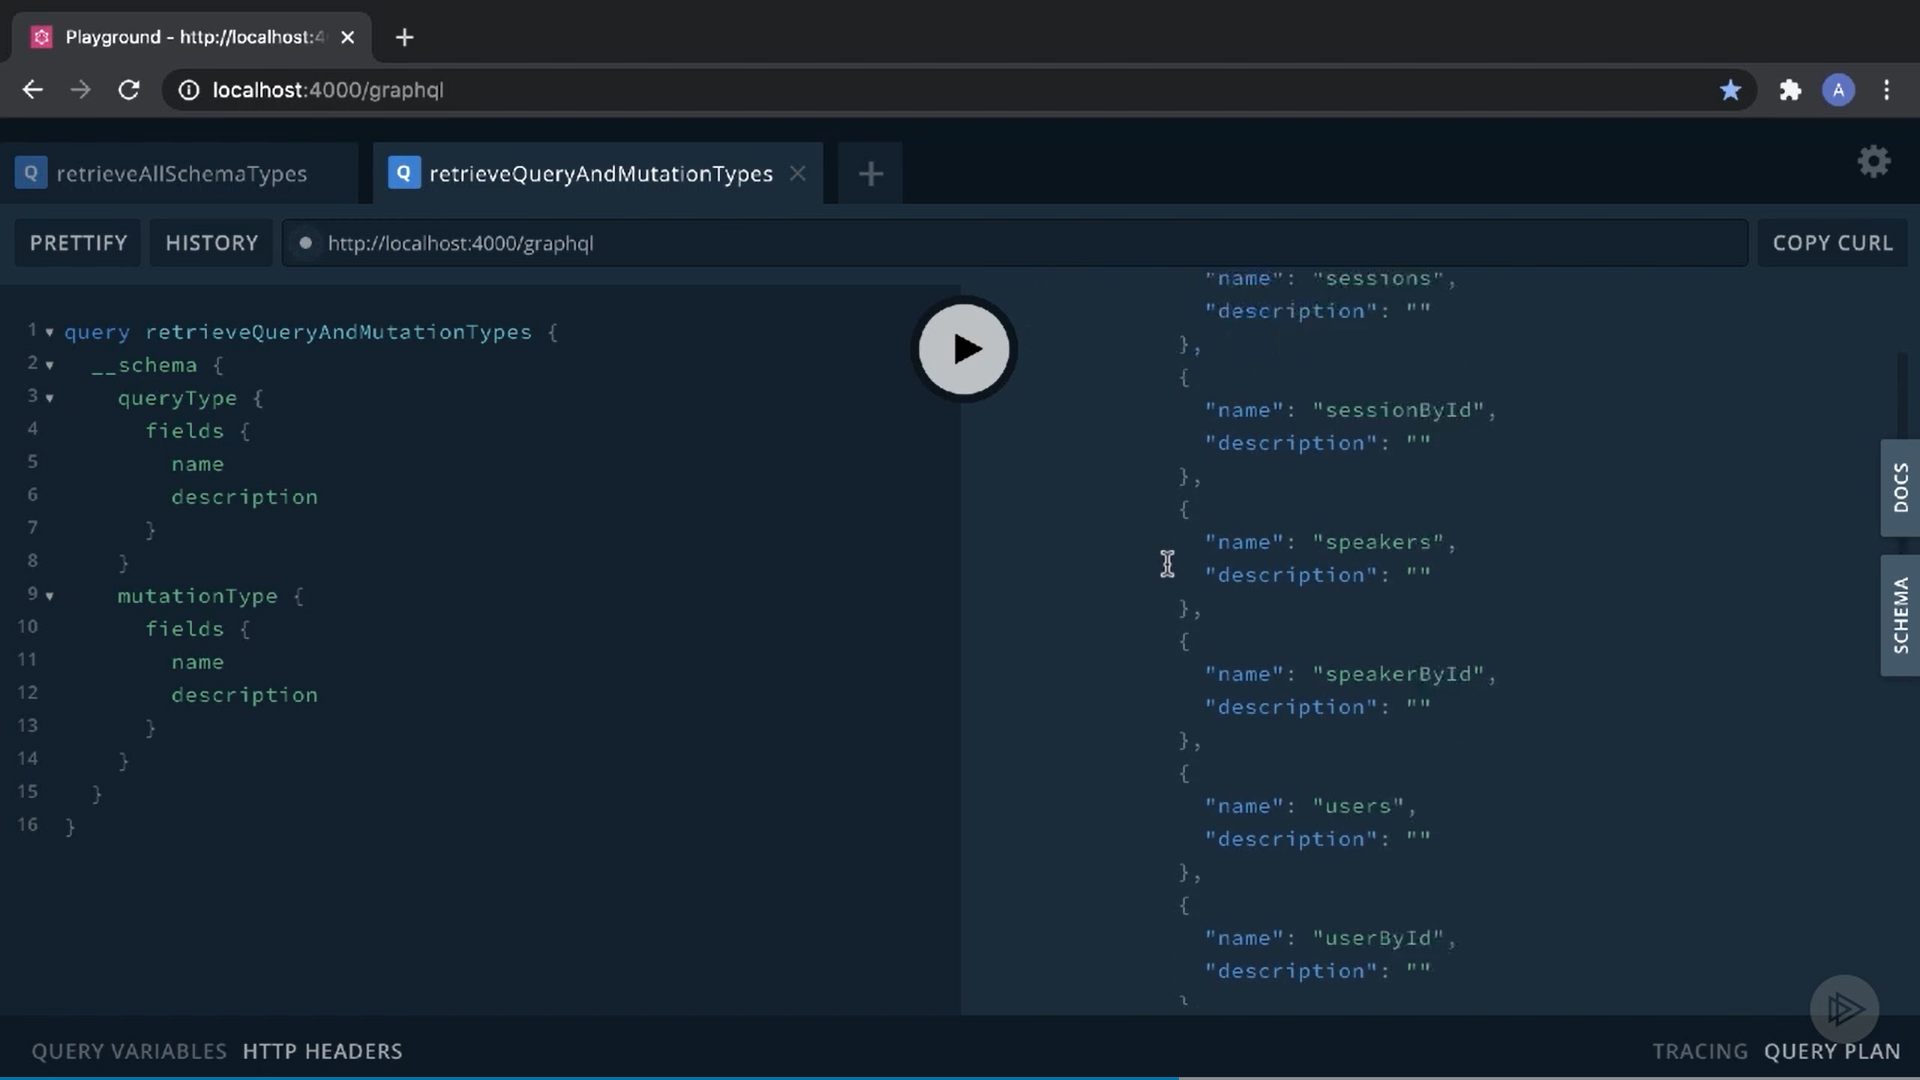 Playground - http://localhost:4
localhost:4000/graphql
A
Q retrieveAllSchemaTypes
Q retrieveQueryAndMutationTypes
PRETTIFY
HISTORY
http://localhost:4000/graphql
COPY CURL
1 query retrieveQueryAndMutationTypes {
2 __schema {
3 queryType {
4 fields {
5 name
6 description
7 }
8 }
9 mutationType {
10 fields {
11 name
12 description
13 }
14 }
15 }
16 }
"name": "sessions",
"description": ""
},
{
"name": "sessionById",
"description": ""
},
{
"name": "speakers",
"description": ""
},
{
"name": "speakerById",
"description": ""
},
{
"name": "users",
"description": ""
},
{
"name": "userById",
"description": ""
}
DOCS
SCHEMA
QUERY VARIABLES
HTTP HEADERS
TRACING
QUERY PLAN